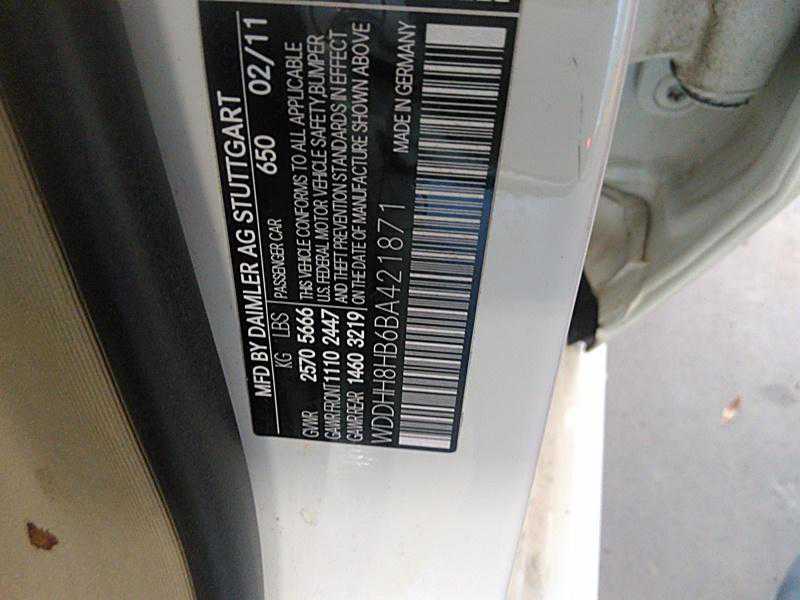 MFD BY DAIMLER AG STUTTGART
KG LBS PASSENGER CAR 650 02/11
GVWR 2570 5666 THIS VEHICLE CONFORMS TO ALL APPLICABLE
GAWR FRONT 1110 2447 U.S. FEDERAL MOTOR VEHICLE SAFETY, BUMPER
GAWR REAR 1460 3219 AND THEFT PREVENTION STANDARDS IN EFFECT
ON THE DATE OF MANUFACTURE SHOWN ABOVE
WDDHH8HB6BA421871 MADE IN GERMANY